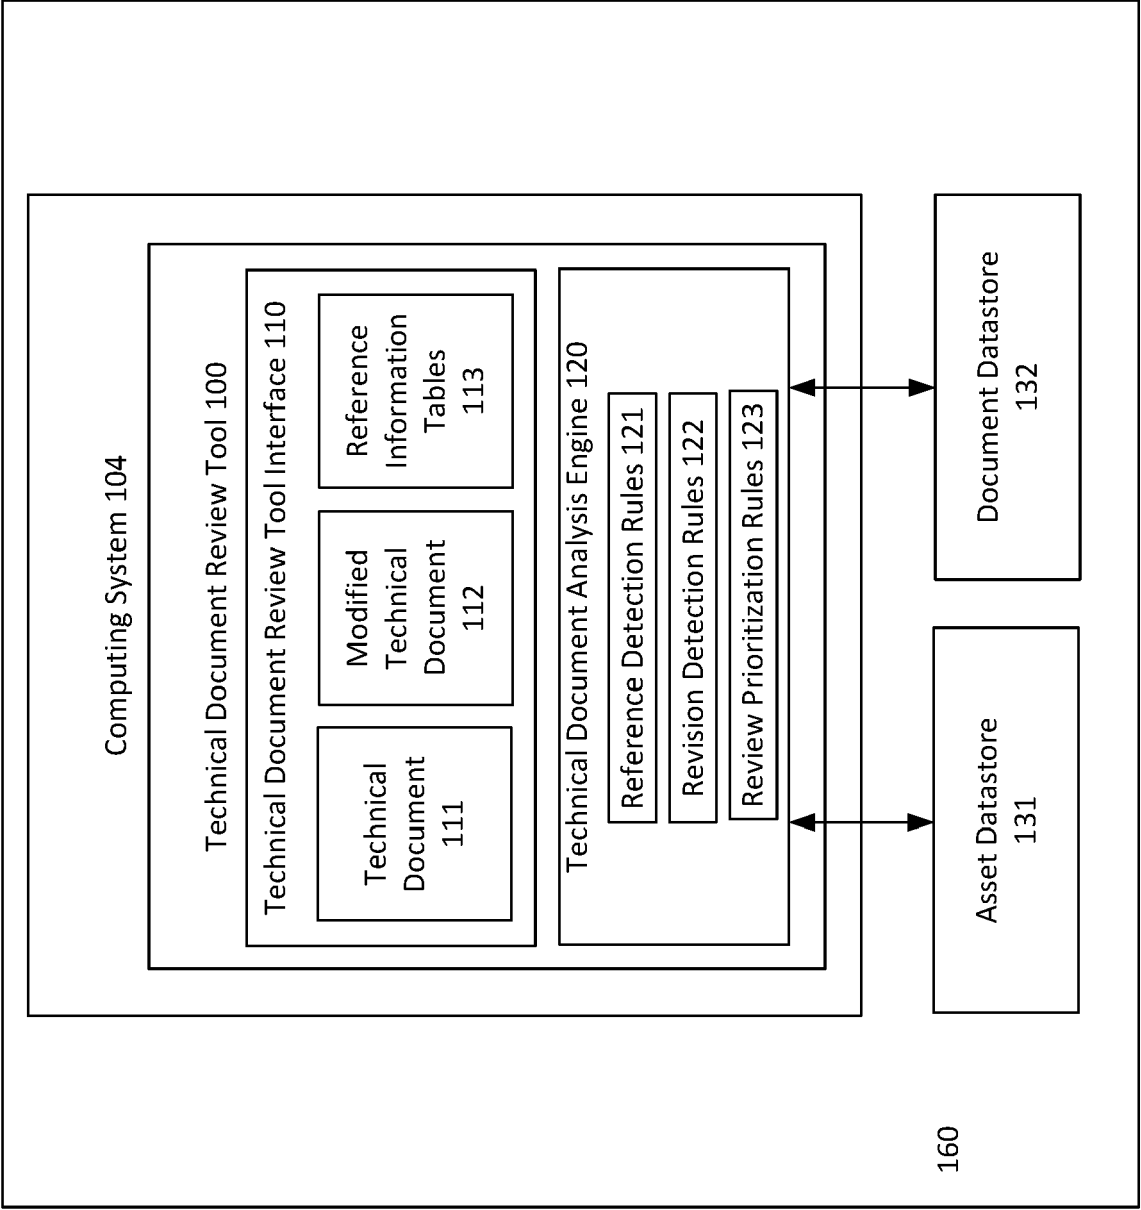 Computing System 104
Technical Document Review Tool 100
Technical Document Review Tool Interface 110
Technical
Document
111
Modified
Technical
Document
112
Reference
Information
Tables
113
Technical Document Analysis Engine 120
Reference Detection Rules 121
Revision Detection Rules 122
Review Prioritization Rules 123
Asset Datastore
131
Document Datastore
132
160